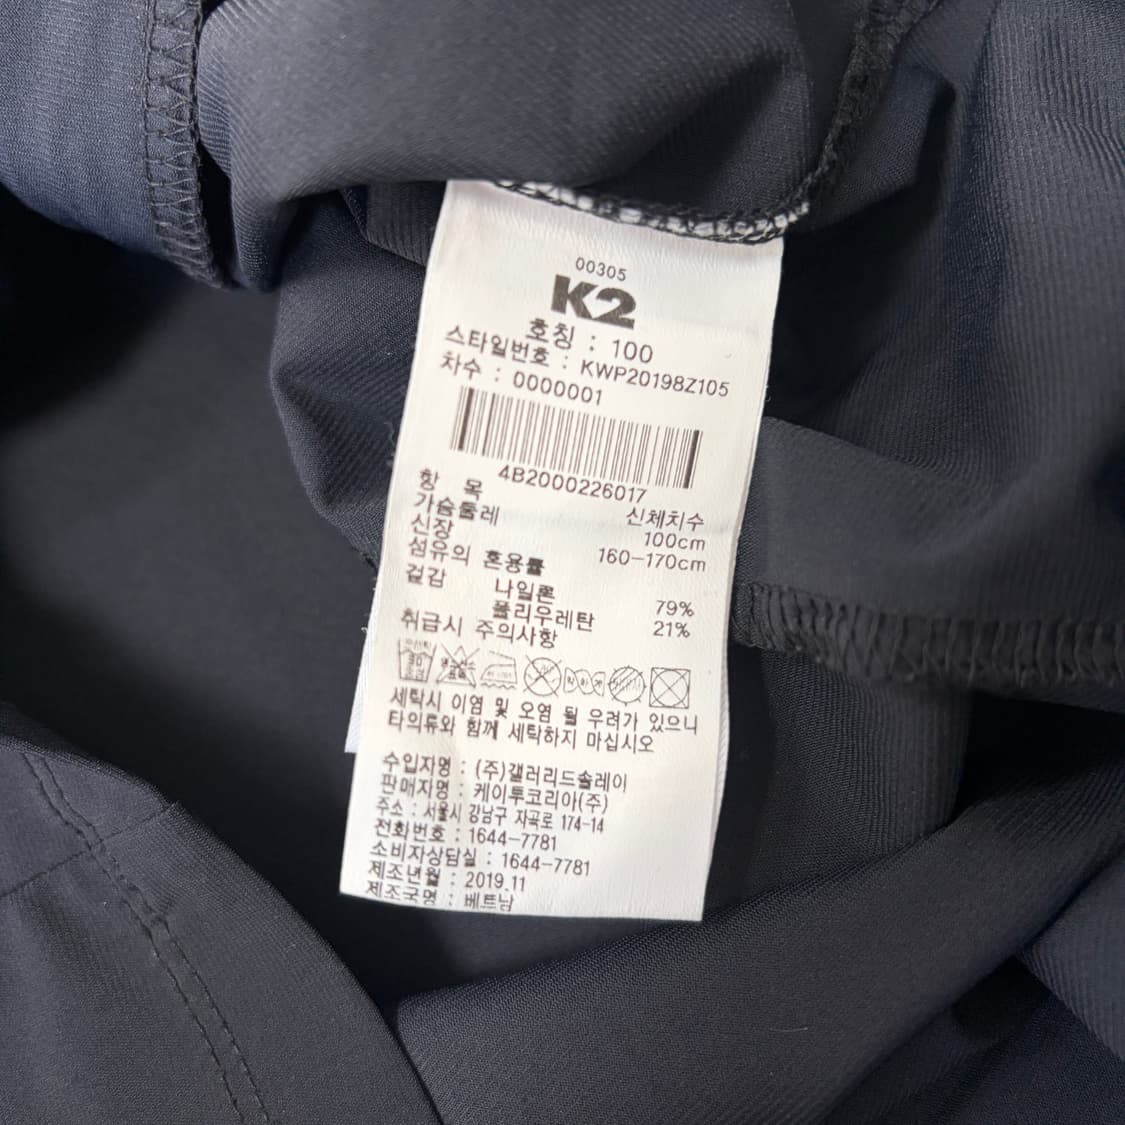 00305
K2
호칭 : 100
스타일번호 : KWP20198Z105
차수 : 0000001
4B2000226017
항 목 신체치수
가슴둘레 100cm
신장 160-170cm
섬유의 혼용률
겉감 나일론 79%
폴리우레탄 21%
취급시 주의사항
30
세탁시 이염 및 오염 될 우려가 있으니
타의류와 함께 세탁하지 마십시오
수입자명 : (주)갤러리드솔레이
판매자명 : 케이투코리아(주)
주소 : 서울시 강남구 자곡로 174-14
전화번호 : 1644-7781
소비자상담실 : 1644-7781
제조년월 : 2019.11
제조국명 : 베트남